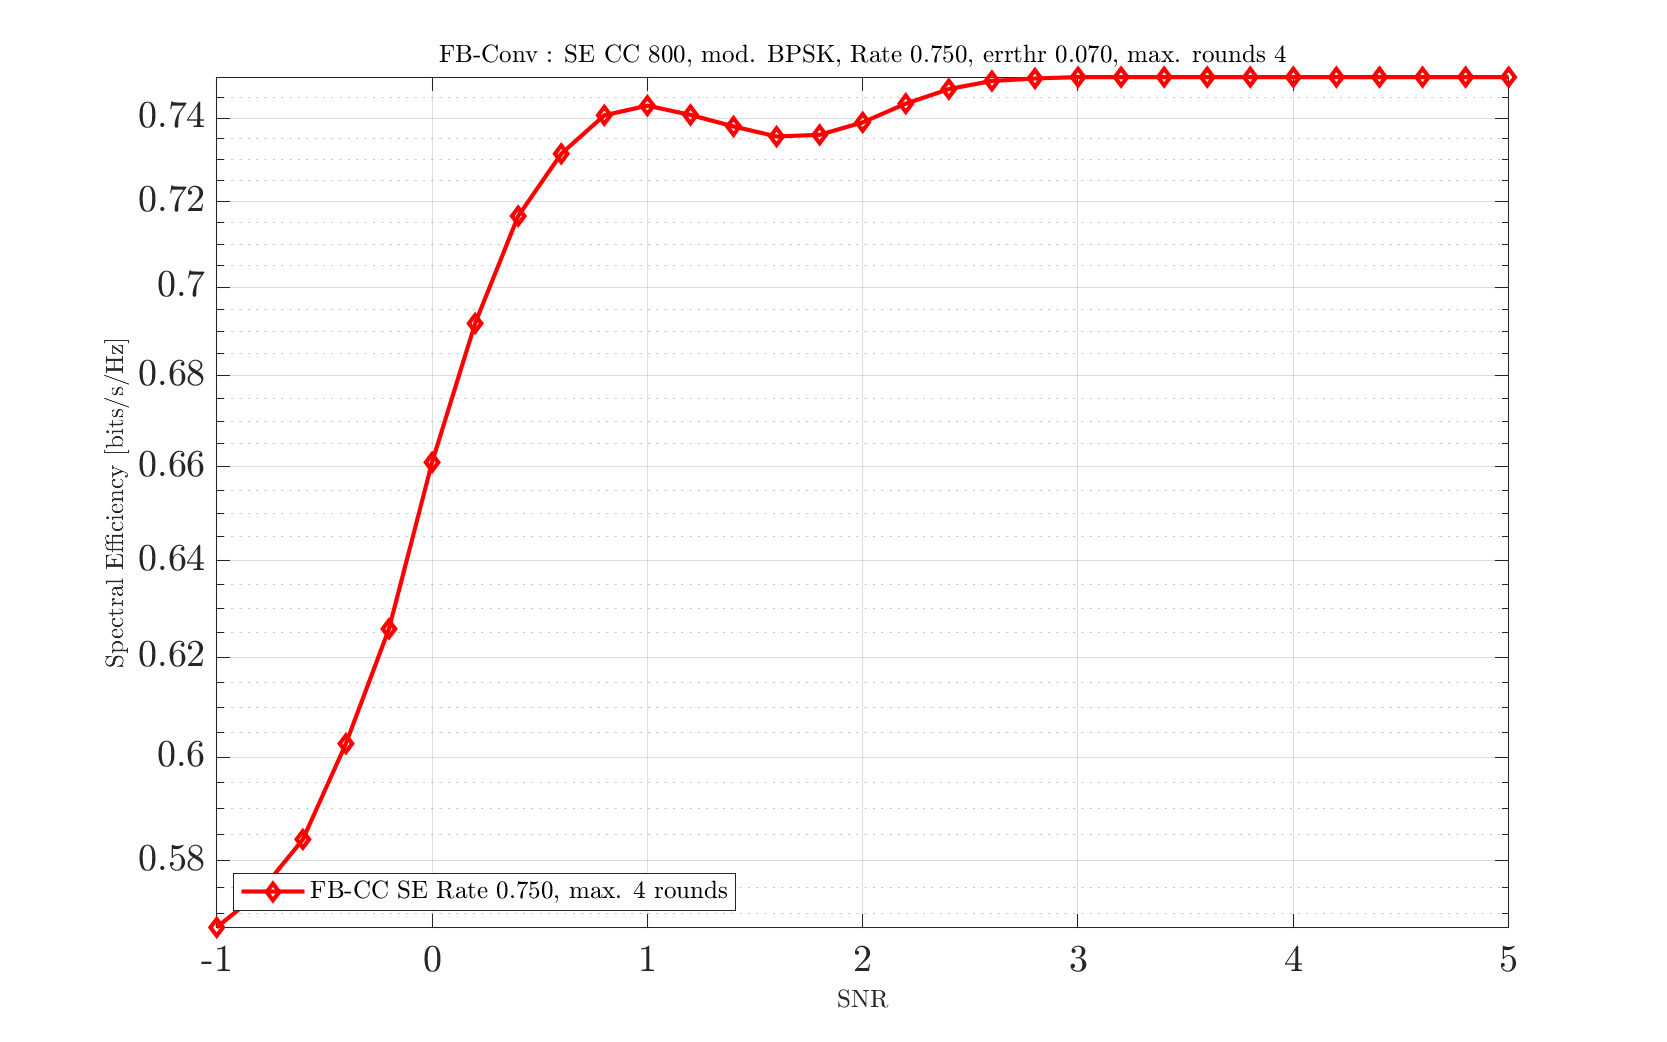 FB-Conv : SE CC 800, mod. BPSK, Rate 0.750, errthr 0.070, max. rounds 4
0.74
0.72
0.7
0.68
0.66
0.64
0.62
0.6
0.58
Spectral Efficiency [bits/s/Hz]
FB-CC SE Rate 0.750, max. 4 rounds
-1 0 1 2 3 4 5
SNR